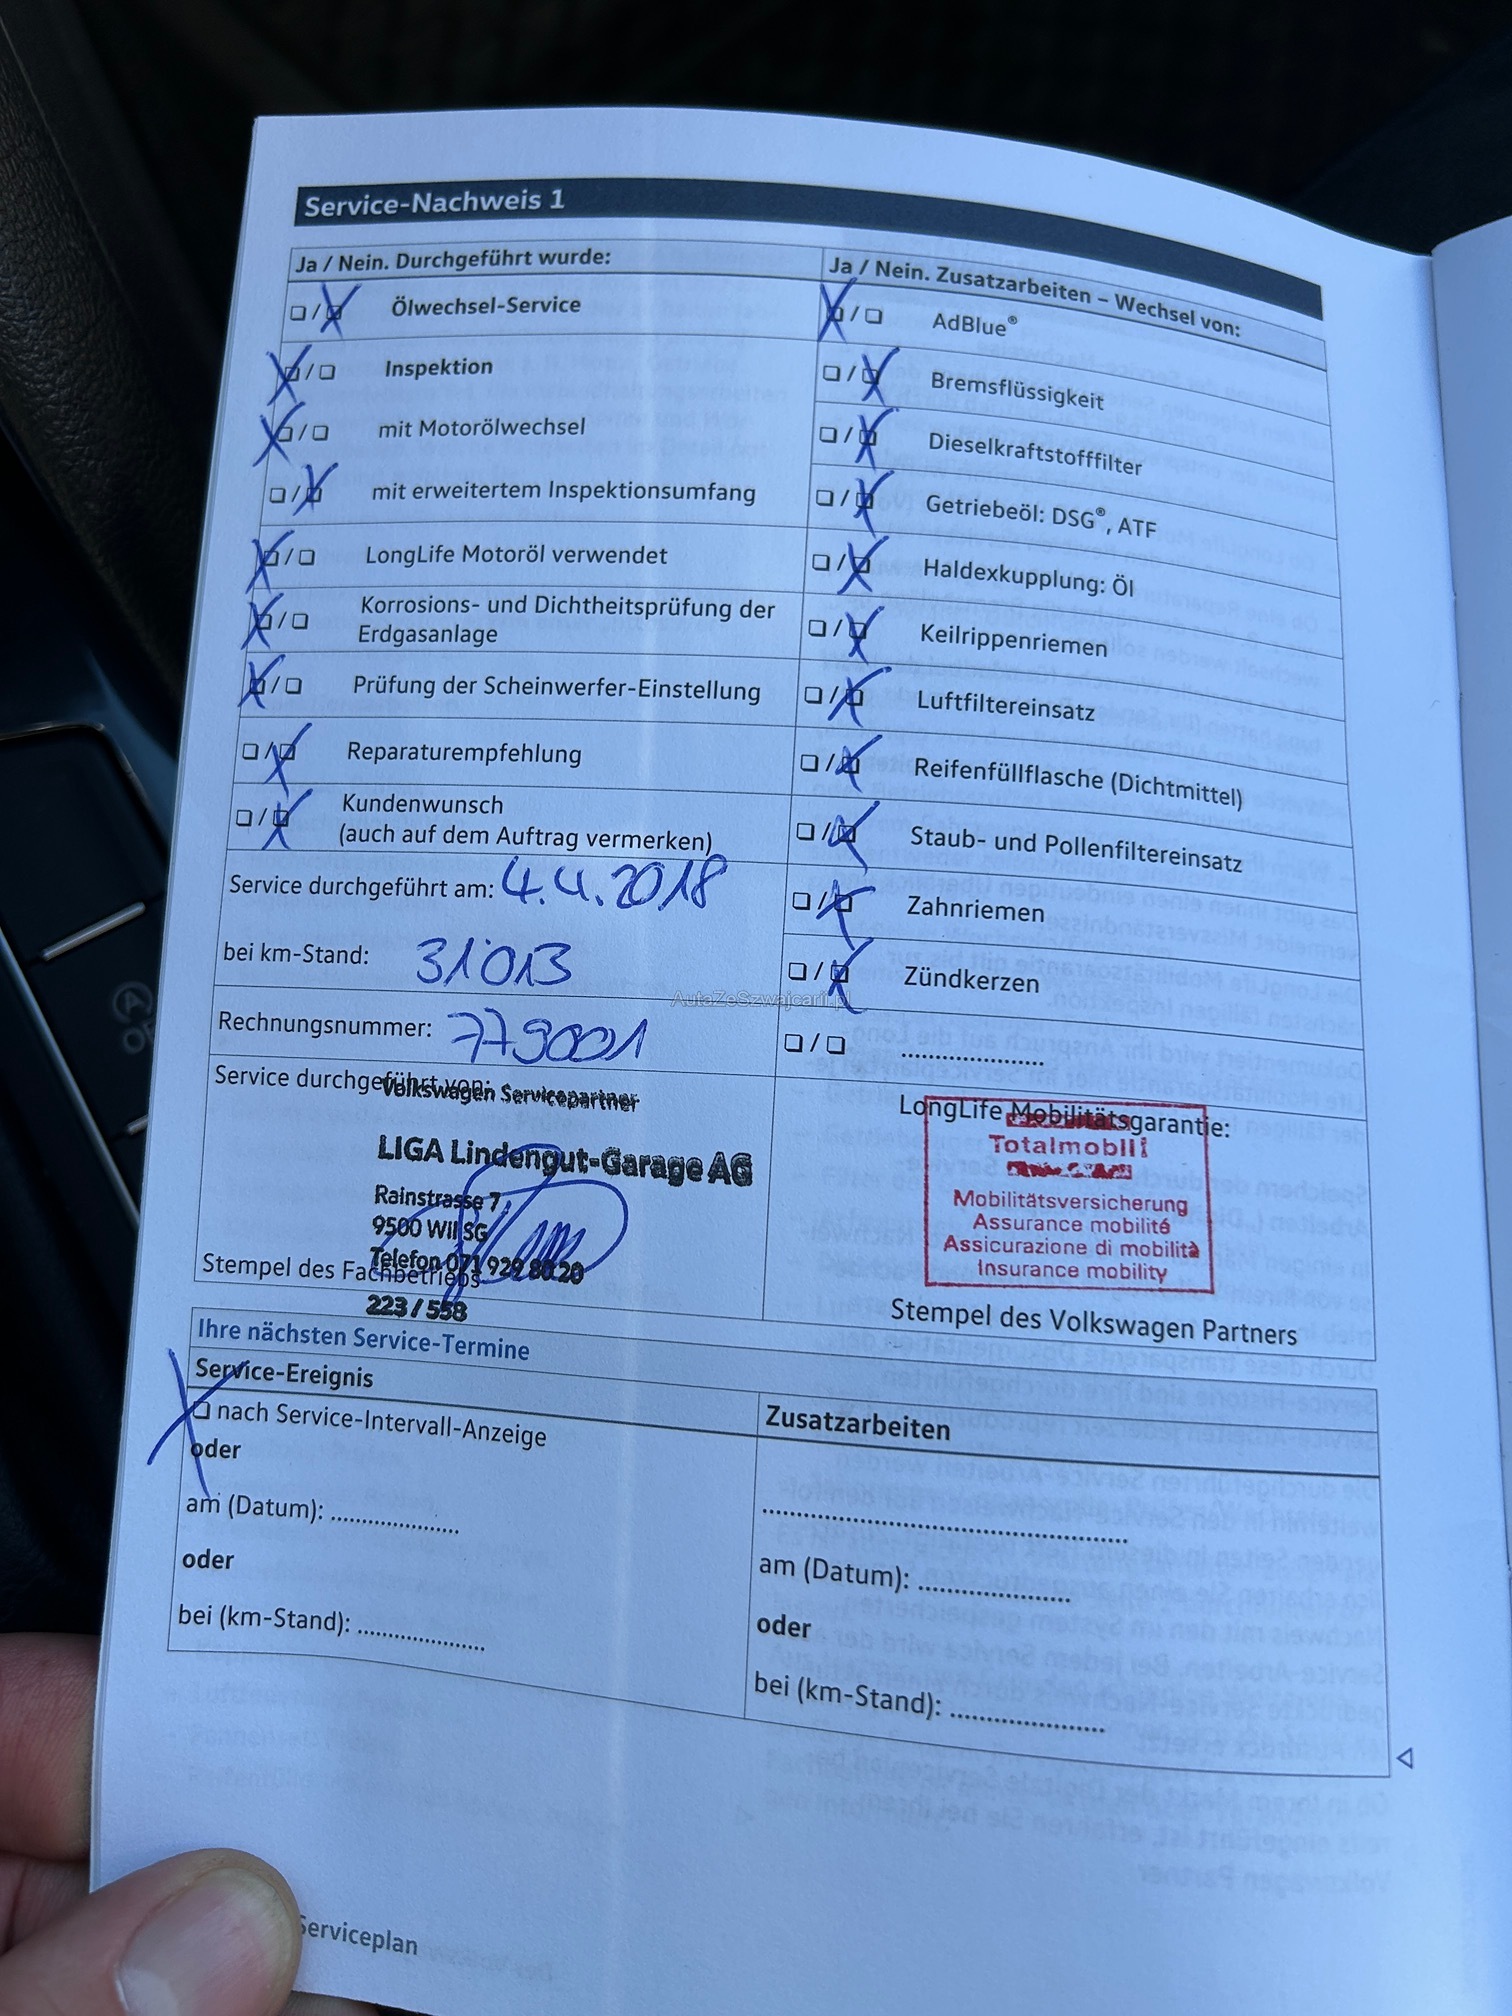 Service-Nachweis 1
Ja / Nein. Durchgeführt wurde:
❏ / ❏ Ölwechsel-Service
❏ / ❏ Inspektion
❏ / ❏ mit Motorölwechsel
❏ / ❏ mit erweitertem Inspektionsumfang
❏ / ❏ LongLife Motoröl verwendet
❏ / ❏ Korrosions- und Dichtheitsprüfung der
Erdgasanlage
❏ / ❏ Prüfung der Scheinwerfer-Einstellung
❏ / ❏ Reparaturempfehlung
❏ / ❏ Kundenwunsch
(auch auf dem Auftrag vermerken)
Service durchgeführt am: 4.4.2018
bei km-Stand: 31'013
Rechnungsnummer: 779001
Service durchgeführt von:
Volkswagen Servicepartner
LIGA Lindengut-Garage AG
Rainstrasse 7,
9500 Wil SG
Telefon 071 929 80 20
Stempel des Fachbetriebs
223 / 558
Ja / Nein. Zusatzarbeiten – Wechsel von:
❏ / ❏ AdBlue®
❏ / ❏ Bremsflüssigkeit
❏ / ❏ Dieselkraftstofffilter
❏ / ❏ Getriebeöl: DSG®, ATF
❏ / ❏ Haldexkupplung: Öl
❏ / ❏ Keilrippenriemen
❏ / ❏ Luftfiltereinsatz
❏ / ❏ Reifenfüllflasche (Dichtmittel)
❏ / ❏ Staub- und Pollenfiltereinsatz
❏ / ❏ Zahnriemen
❏ / ❏ Zündkerzen
❏ / ❏ ....................
LongLife Mobilitätsgarantie:
Totalmobil!
Mobilitätsversicherung
Assurance mobilité
Assicurazione di mobilità
Insurance mobility
Stempel des Volkswagen Partners
Ihre nächsten Service-Termine
Service-Ereignis
❏ nach Service-Intervall-Anzeige
oder
am (Datum): ..................
oder
bei (km-Stand): ..................
Zusatzarbeiten
..................................................
am (Datum): .....................
oder
bei (km-Stand): .....................
Serviceplan
AutaZeSzwajcarii.pl